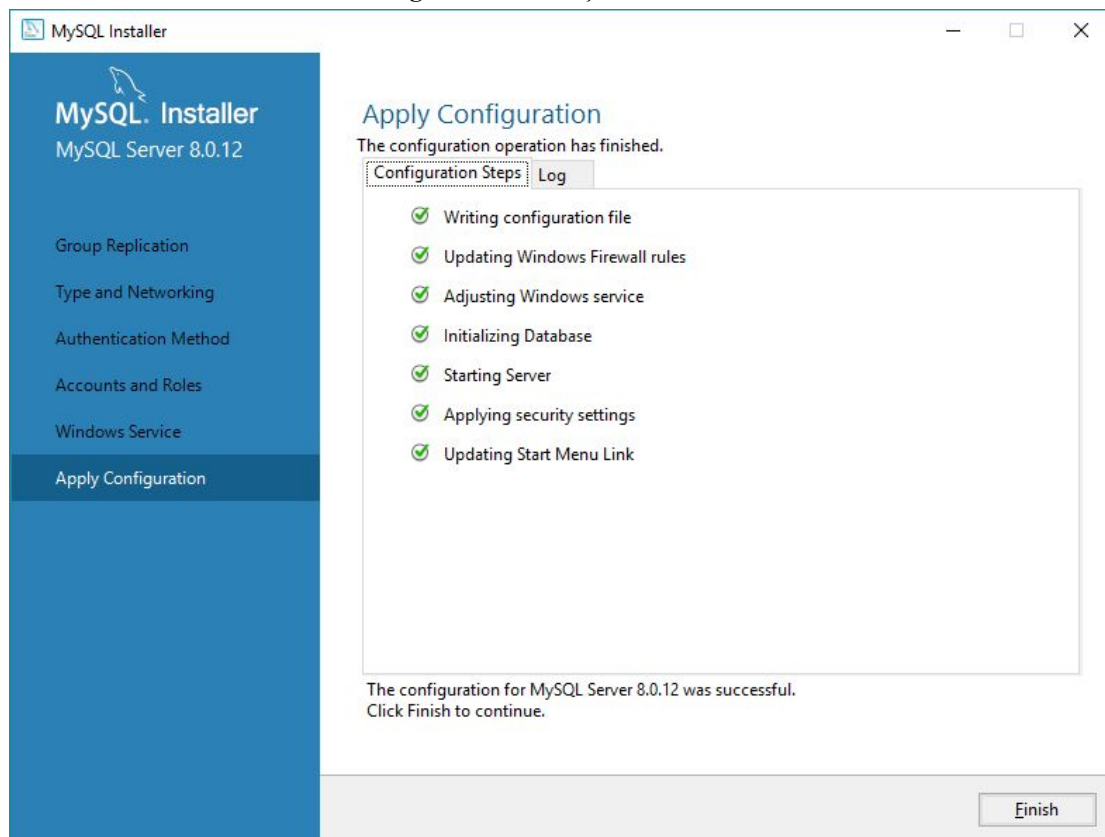 MySQL Installer
MySQL. Installer
MySQL Server 8.0.12
Group Replication
Type and Networking
Authentication Method
Accounts and Roles
Windows Service
Apply Configuration
Apply Configuration
The configuration operation has finished.
Configuration Steps Log
Writing configuration file
Updating Windows Firewall rules
Adjusting Windows service
Initializing Database
Starting Server
Applying security settings
Updating Start Menu Link
The configuration for MySQL Server 8.0.12 was successful.
Click Finish to continue.
Finish